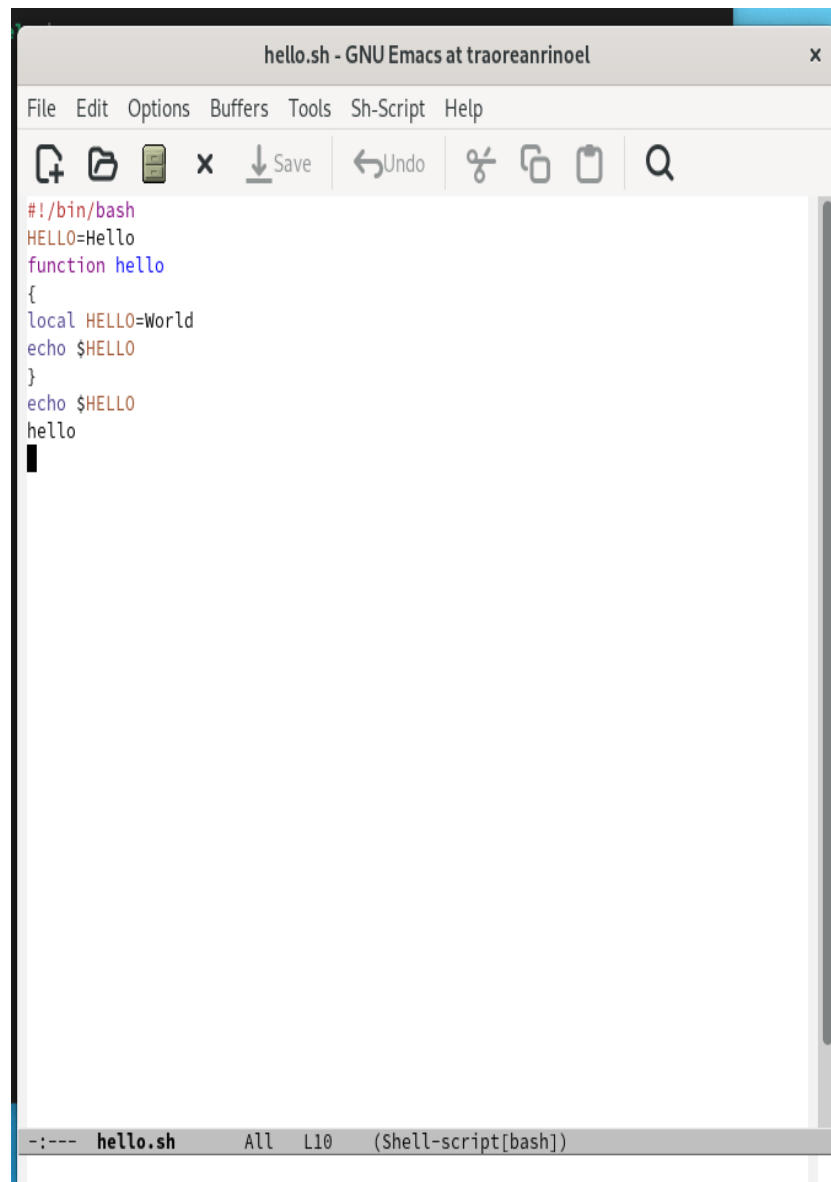 hello.sh - GNU Emacs at traoreanrinoel
File Edit Options Buffers Tools Sh-Script Help
Save Undo
#!/bin/bash
HELLO=Hello
function hello
{
local HELLO=World
echo $HELLO
}
echo $HELLO
hello
-:--- hello.sh All L10 (Shell-script[bash])